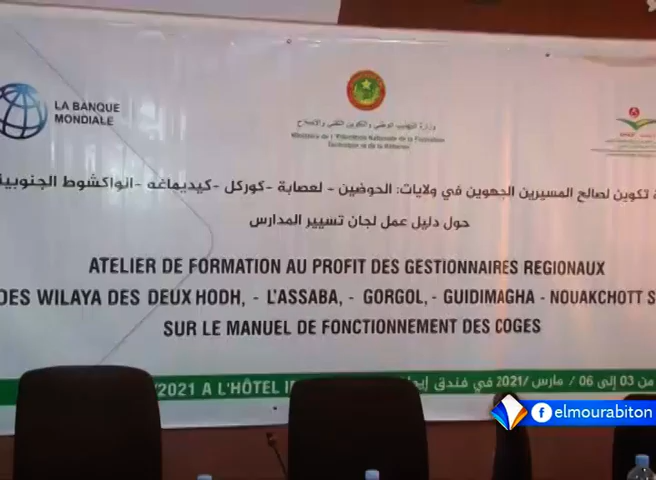 LA BANQUE
MONDIALE
وزارة التهذيب الوطني والتكوين التقني والإصلاح
Ministère de l'Education Nationale de la Formation
Technique et de la Réforme
تكوين لصالح المسيرين الجهويين في ولايات: الحوضين - لعصابة -كوركل -كيديماغه -انواكشوط الجنوبية
حول دليل عمل لجان تسيير المدارس
ATELIER DE FORMATION AU PROFIT DES GESTIONNAIRES REGIONAUX
DES WILAYA DES DEUX HODH, - L'ASSABA, - GORGOL, - GUIDIMAGHA - NOUAKCHOTT S
SUR LE MANUEL DE FONCTIONNEMENT DES COGES
/2021 A L'HÔTEL
من 03 إلى 06 / مارس /2021 في فندق
elmourabiton